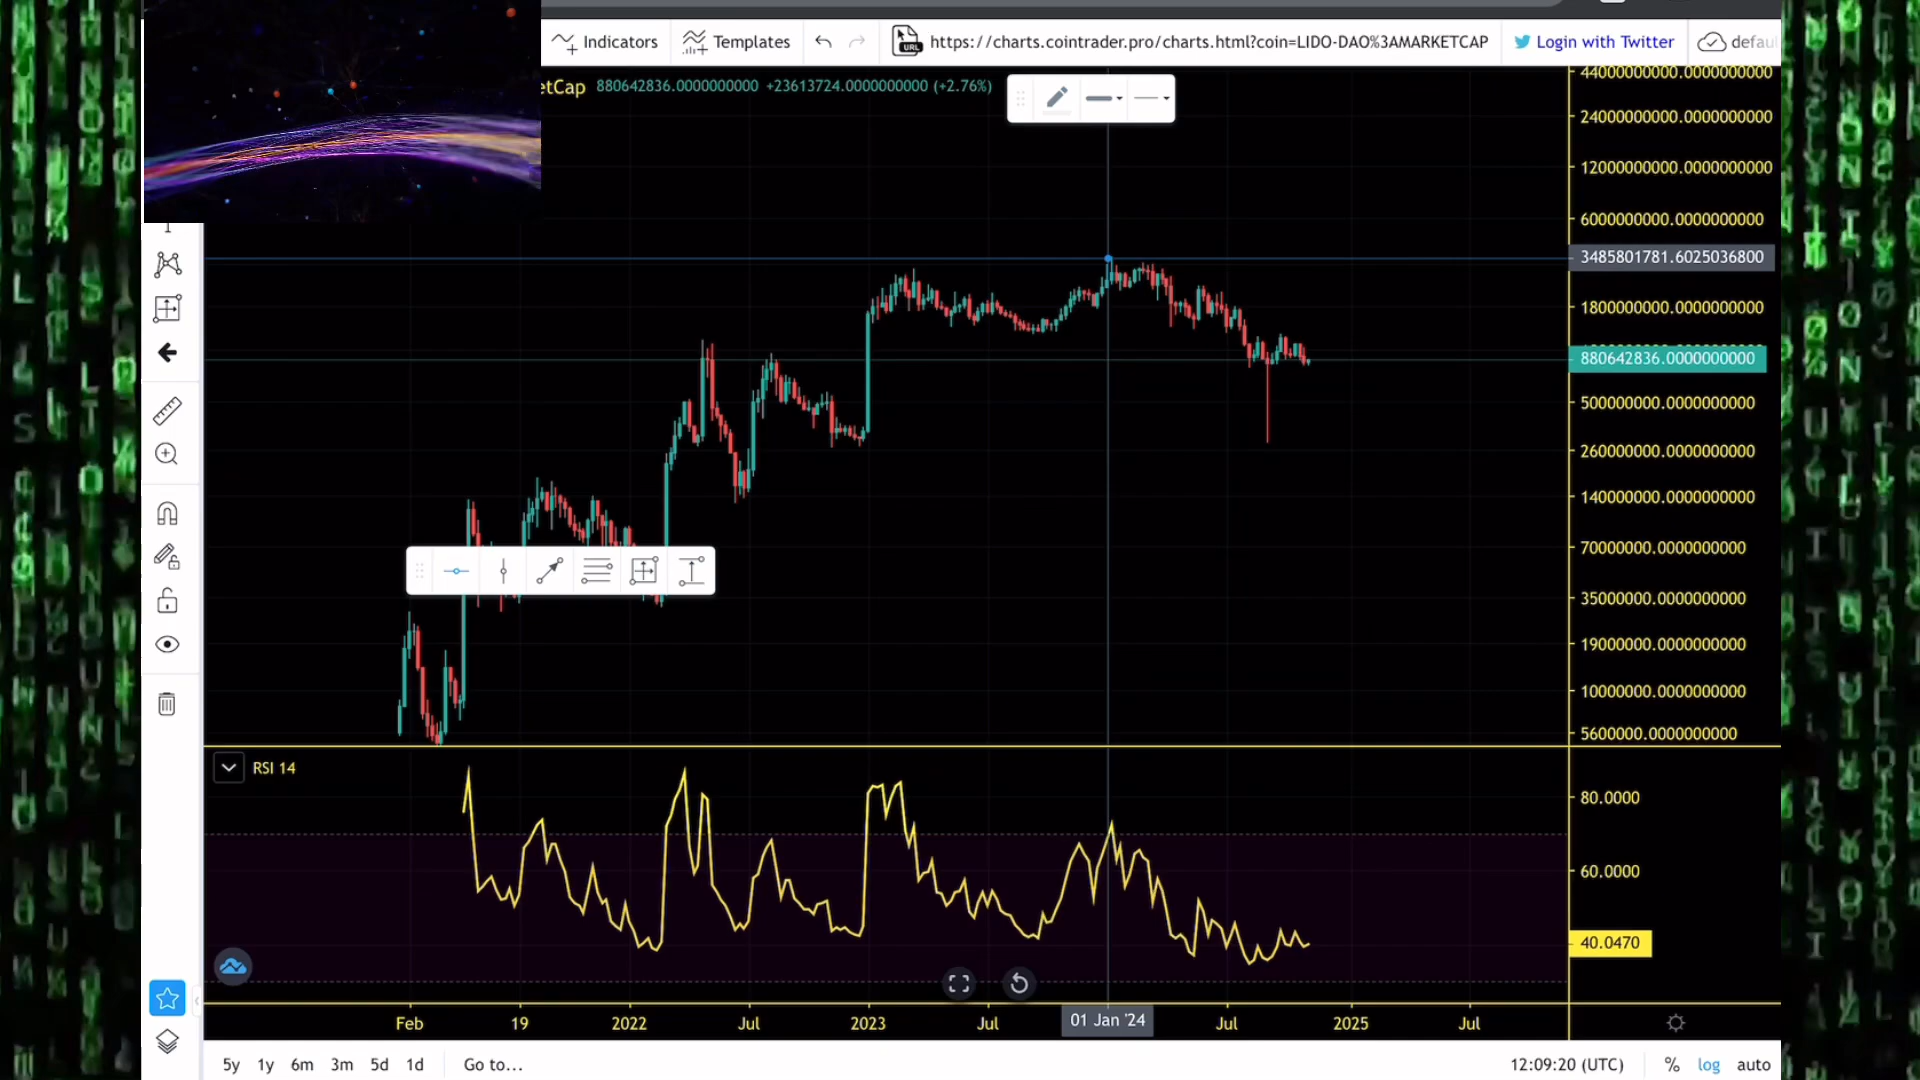 Indicators
Templates
URL
https://charts.cointrader.pro/charts.html?coin=LIDO-DAO%3AMARKETCAP
Login with Twitter
defau
etCap 880642836.0000000000 +23613724.0000000000 (+2.76%)
44000000000.0000000000
24000000000.0000000000
12000000000.0000000000
6000000000.0000000000
3485801781.6025036800
1800000000.0000000000
880642836.0000000000
500000000.0000000000
260000000.0000000000
140000000.0000000000
70000000.0000000000
35000000.0000000000
19000000.0000000000
10000000.0000000000
5600000.0000000000
RSI 14
80.0000
60.0000
40.0470
Feb 19 2022 Jul 2023 Jul 01 Jan '24 Jul 2025 Jul
5y 1y 6m 3m 5d 1d Go to...
12:09:20 (UTC) % log auto